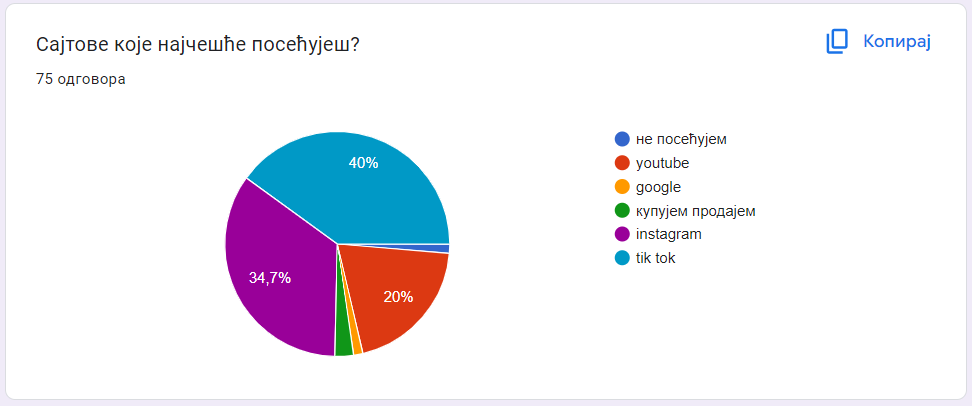 Сајтове које најчешће посећујеш?
Копирај
75 одговора
40%
34,7%
20%
не посећујем
youtube
google
купујем продајем
instagram
tik tok